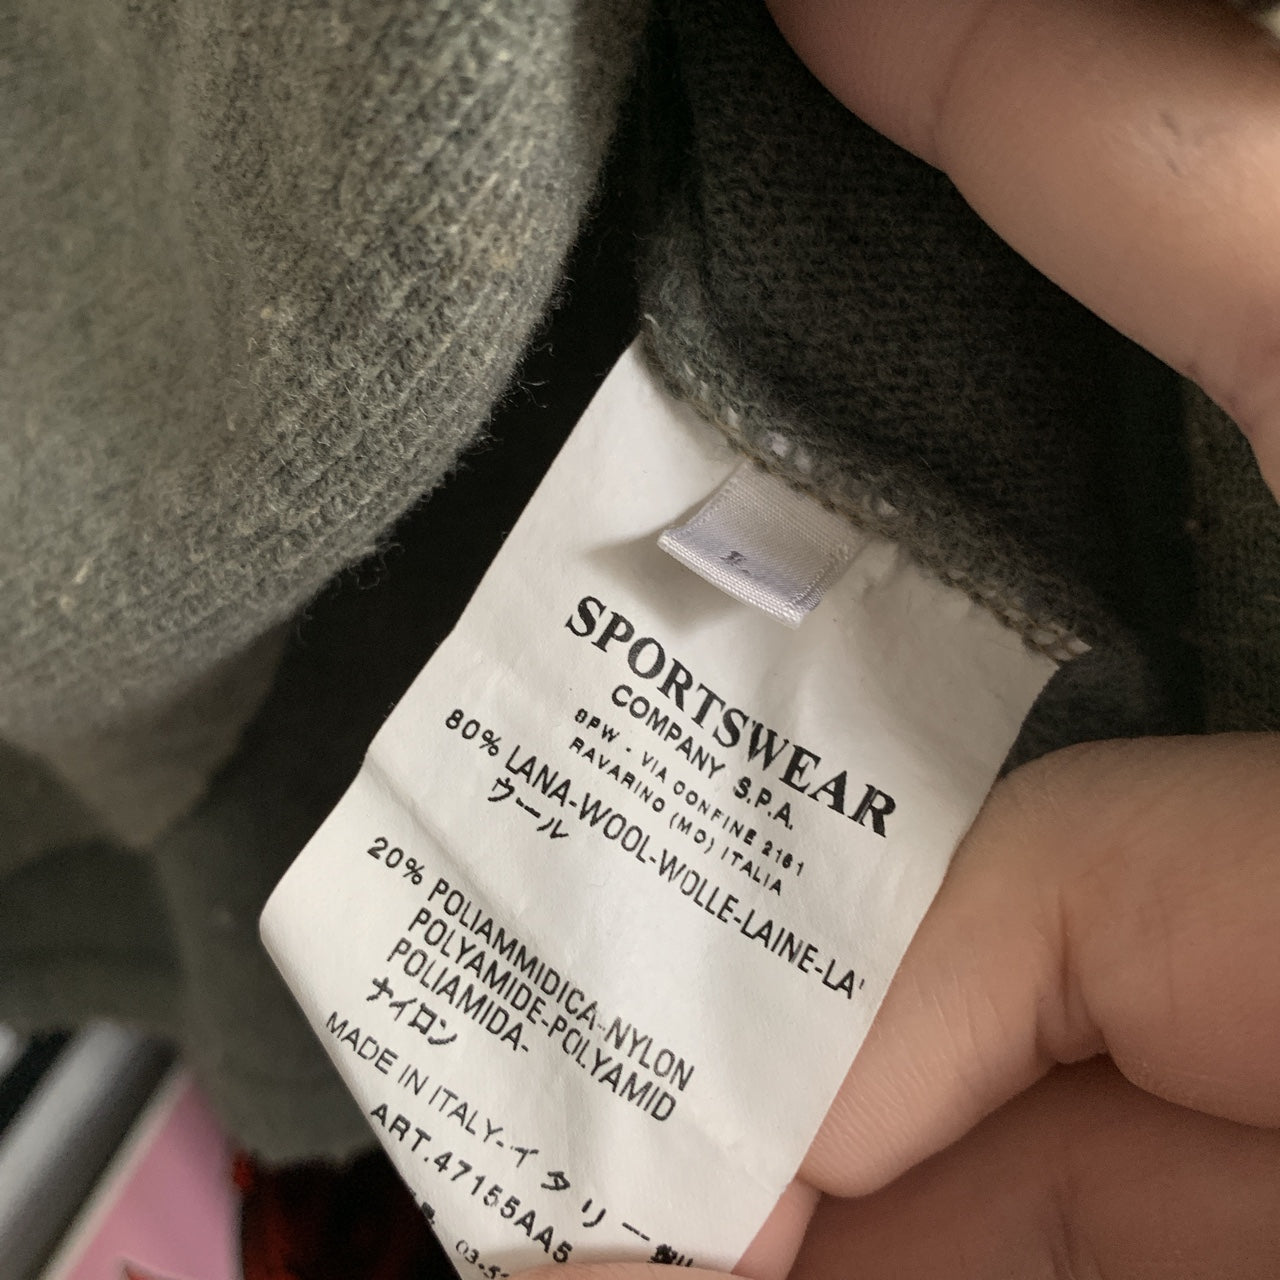 L
SPORTSWEAR
COMPANY S.P.A.
SPW - VIA CONFINE 2161
RAVARINO (MO) ITALIA
80% LANA-WOOL-WOLLE-LAINE-LA
ウール
20% POLIAMMIDICA-NYLON
POLYAMIDE-POLYAMID
POLIAMIDA-
ナイロン
MADE IN ITALY-イタリー製
ART.47155AA5